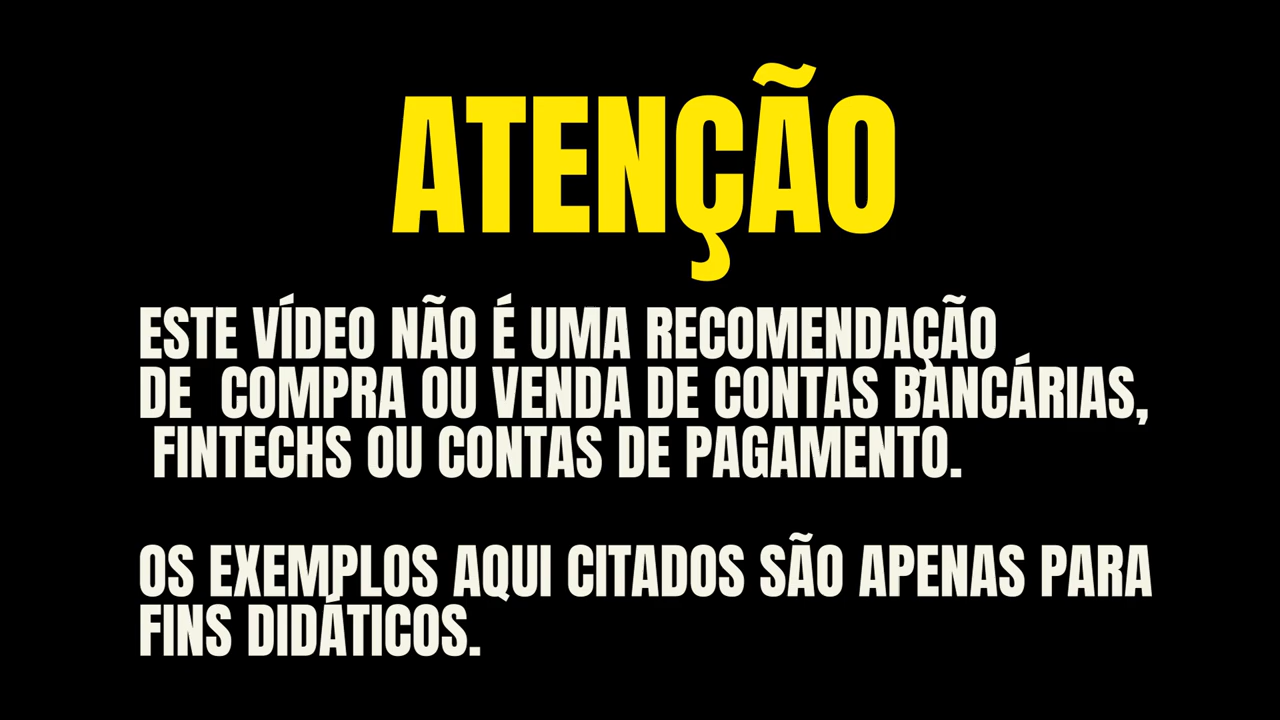 ATENÇÃO
ESTE VÍDEO NÃO É UMA RECOMENDAÇÃO
DE COMPRA OU VENDA DE CONTAS BANCÁRIAS,
FINTECHS OU CONTAS DE PAGAMENTO.
OS EXEMPLOS AQUI CITADOS SÃO APENAS PARA
FINS DIDÁTICOS.